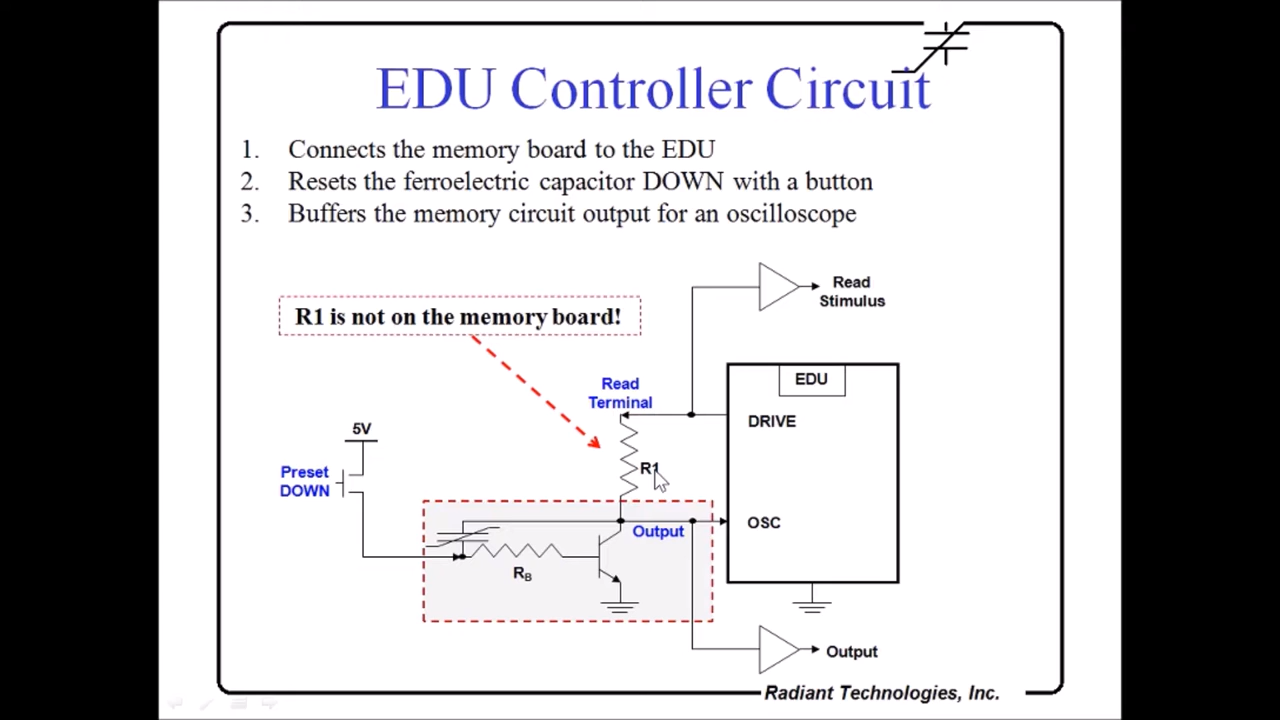 EDU Controller Circuit
1. Connects the memory board to the EDU
2. Resets the ferroelectric capacitor DOWN with a button
3. Buffers the memory circuit output for an oscilloscope
Read
Stimulus
R1 is not on the memory board!
EDU
Read
Terminal
DRIVE
5V
R1
Preset
DOWN
OSC
Output
RB
Output
Radiant Technologies, Inc.